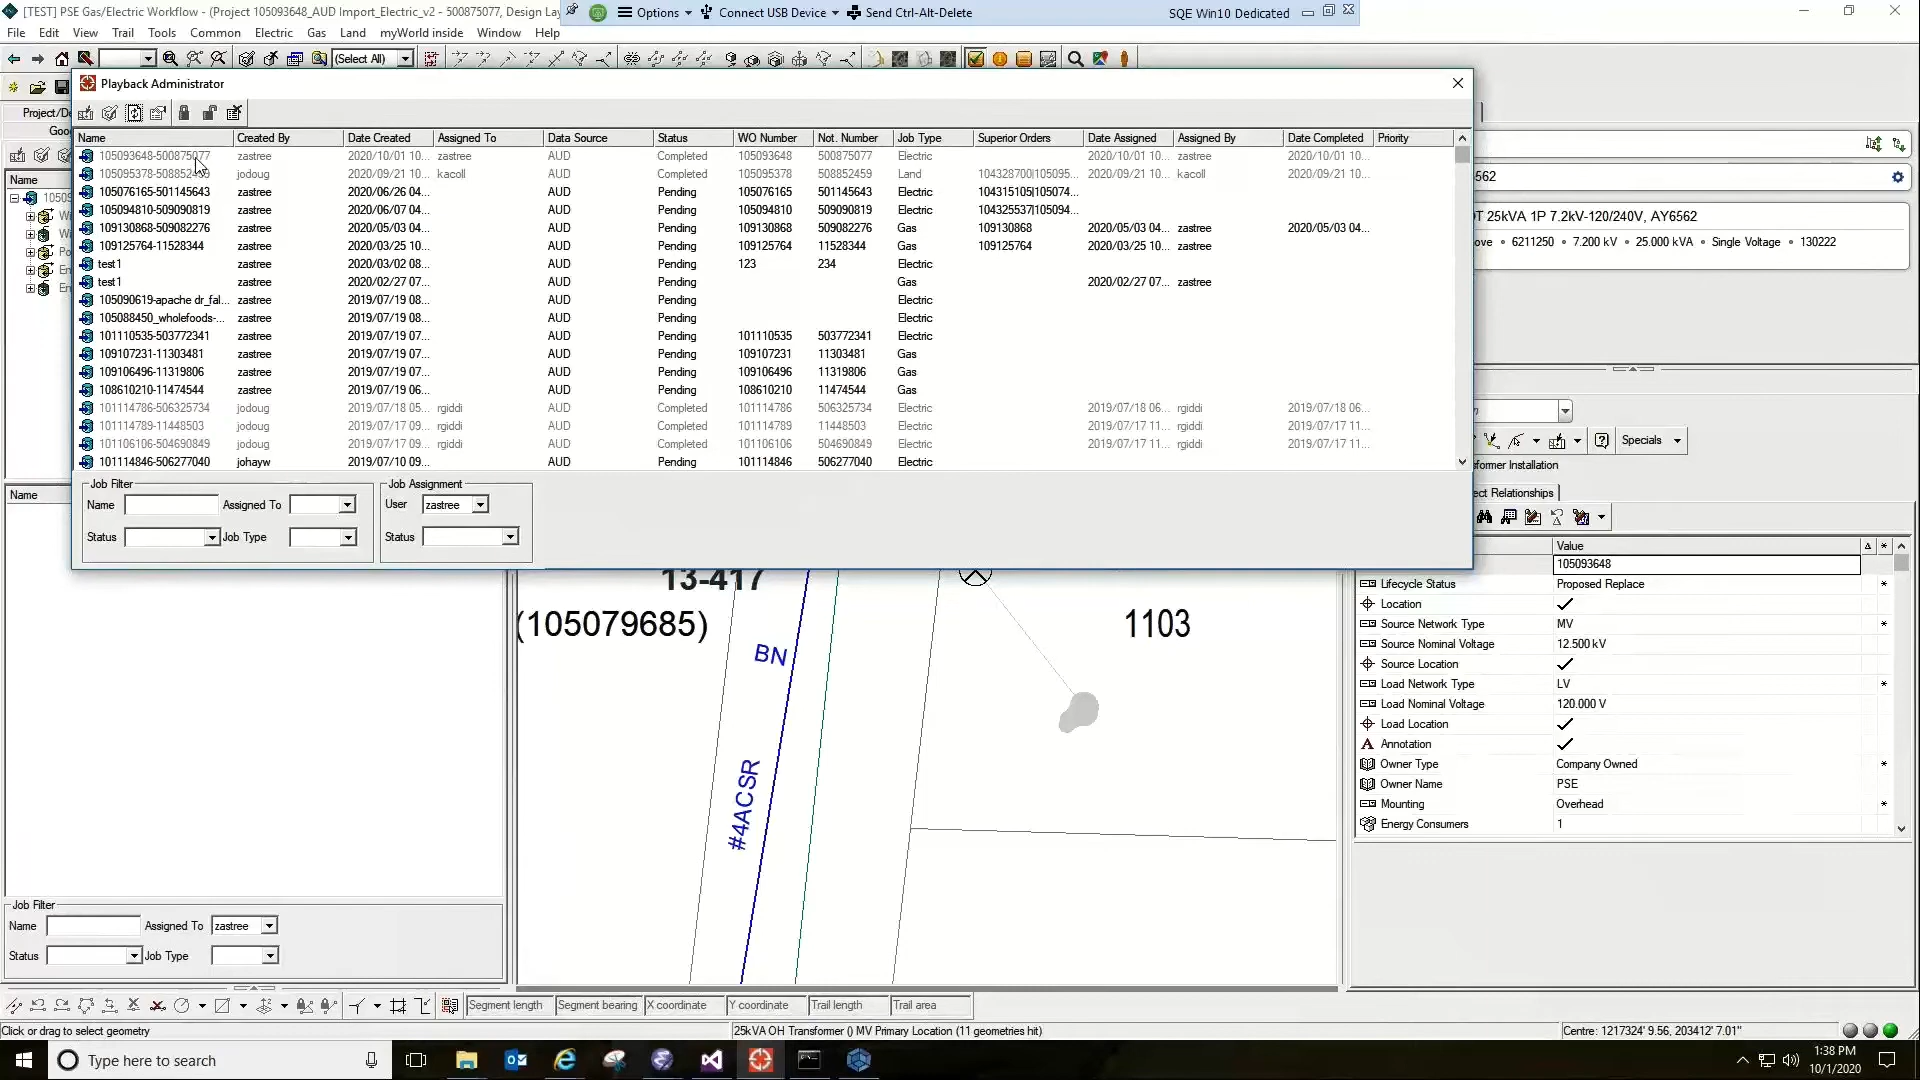 [TEST] PSE Gas/Electric Workflow - (Project 105093648_AUD Import_Electric_v2 - 500875077, Design Lay
Options
Connect USB Device
Send Ctrl-Alt-Delete
SQE Win10 Dedicated
File Edit View Trail Tools Common Electric Gas Land myWorld inside Window Help
(Select All)
Playback Administrator
Project/De
Goo
Name Created By Date Created Assigned To Data Source Status WO Number Not. Number Job Type Superior Orders Date Assigned Assigned By Date Completed Priority
105093648-500875077 zastree 2020/10/01 10... zastree AUD Completed 105093648 500875077 Electric 2020/10/01 10... zastree 2020/10/01 10...
105095378-508852459 jodoug 2020/09/21 10... kacoll AUD Completed 105095378 508852459 Land 104328700|105095... 2020/09/21 10... kacoll 2020/09/21 10...
105076165-501145643 zastree 2020/06/26 04... AUD Pending 105076165 501145643 Electric 104315105|105074...
105094810-509090819 zastree 2020/06/07 04... AUD Pending 105094810 509090819 Electric 104325537|105094...
109130868-509082276 zastree 2020/05/03 04... AUD Pending 109130868 509082276 Gas 109130868 2020/05/03 04... zastree 2020/05/03 04...
109125764-11528344 zastree 2020/03/25 10... AUD Pending 109125764 11528344 Gas 109125764 2020/03/25 10... zastree
test1 zastree 2020/03/02 08... AUD Pending 123 234 Electric
test1 zastree 2020/02/27 07... AUD Pending Gas 2020/02/27 07... zastree
105090619-apache dr_fal... zastree 2019/07/19 08... AUD Pending Electric
105088450_wholefoods-... zastree 2019/07/19 08... AUD Pending Electric
101110535-503772341 zastree 2019/07/19 07... AUD Pending 101110535 503772341 Electric
109107231-11303481 zastree 2019/07/19 07... AUD Pending 109107231 11303481 Gas
109106496-11319806 zastree 2019/07/19 07... AUD Pending 109106496 11319806 Gas
108610210-11474544 zastree 2019/07/19 06... AUD Pending 108610210 11474544 Gas
101114786-506325734 jodoug 2019/07/18 05... rgiddi AUD Completed 101114786 506325734 Electric 2019/07/18 06... rgiddi 2019/07/18 06...
101114789-11448503 jodoug 2019/07/17 09... rgiddi AUD Completed 101114789 11448503 Electric 2019/07/17 11... rgiddi 2019/07/17 11...
101106106-504690849 jodoug 2019/07/17 09... rgiddi AUD Completed 101106106 504690849 Electric 2019/07/17 11... rgiddi 2019/07/17 11...
101114846-506277040 johayw 2019/07/10 09... AUD Pending 101114846 506277040 Electric
Job Filter
Name Assigned To
Status Job Type
Job Assignment
User zastree
Status
Name
1050
Wi
Wi
Po
En
En
Name
6562
T 25kVA 1P 7.2kV-120/240V, AY6562
ove • 6211250 • 7.200 kV • 25.000 kVA • Single Voltage • 130222
Specials
former Installation
ect Relationships
Value
105093648
Lifecycle Status Proposed Replace *
Location
Source Network Type MV *
Source Nominal Voltage 12.500 kV
Source Location
Load Network Type LV *
Load Nominal Voltage 120.000 V
Load Location
Annotation
Owner Type Company Owned *
Owner Name PSE
Mounting Overhead *
Energy Consumers 1
13-417
(105079685)
1103
BN
#4ACSR
Job Filter
Name Assigned To zastree
Status Job Type
Segment length Segment bearing X coordinate Y coordinate Trail length Trail area
Click or drag to select geometry
25kVA OH Transformer () MV Primary Location (11 geometries hit)
Centre: 1217324' 9.56, 203412' 7.01"
Type here to search
1:38 PM
10/1/2020